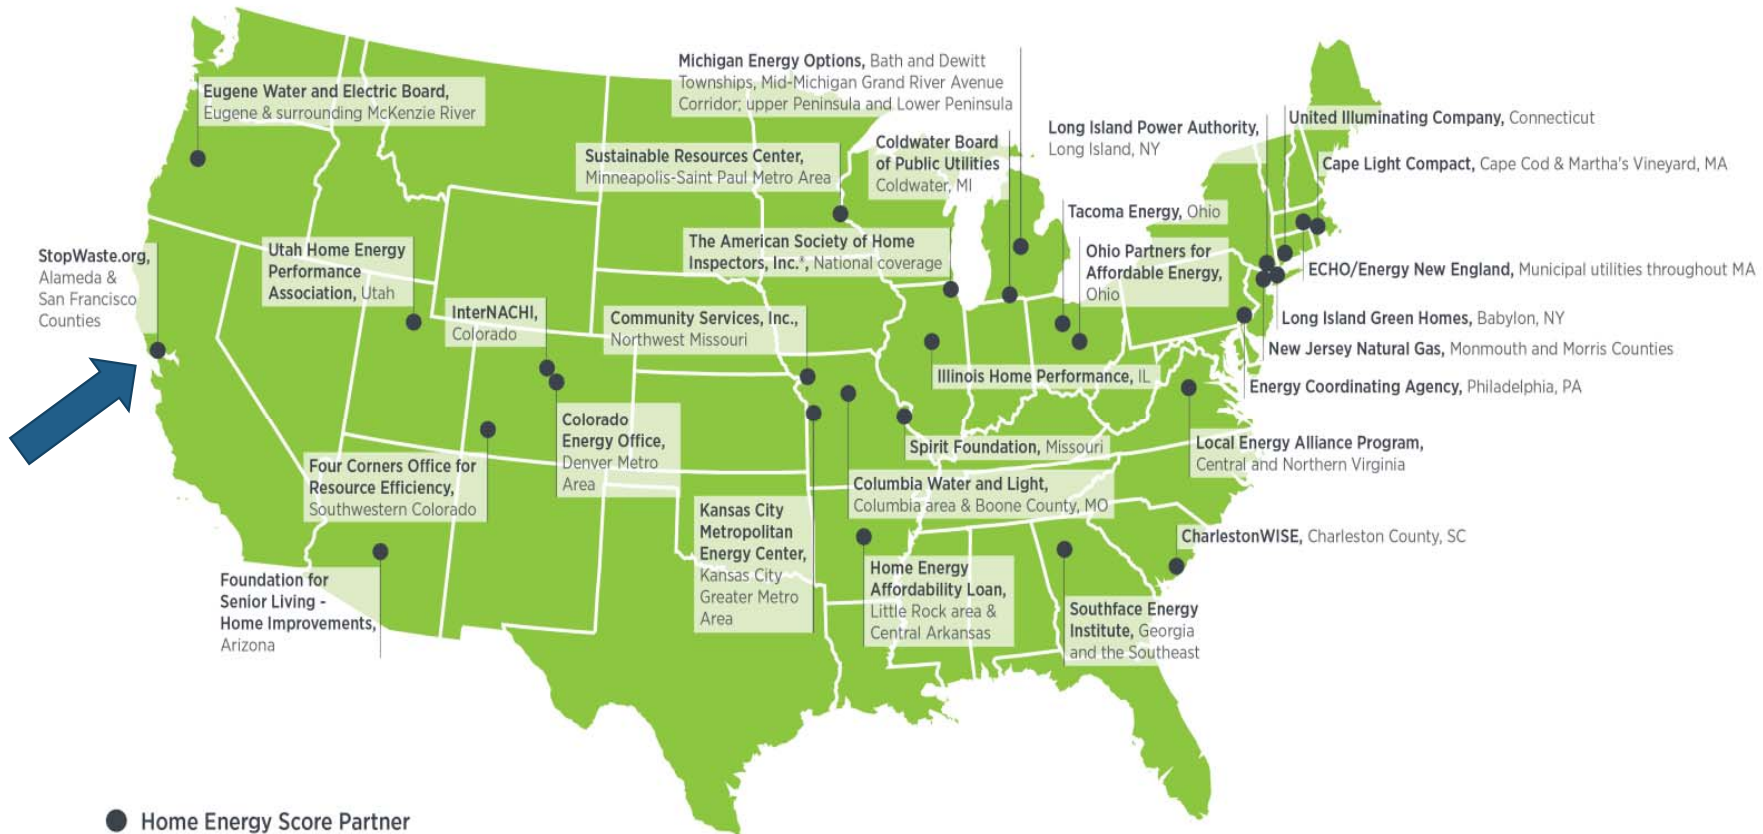 Eugene Water and Electric Board,
Eugene & surrounding McKenzie River
StopWaste.org,
Alameda &
San Francisco
Counties
Utah Home Energy
Performance
Association, Utah
InterNACHI,
Colorado
Four Corners Office for
Resource Efficiency,
Southwestern Colorado
Foundation for
Senior Living -
Home Improvements,
Arizona
Colorado
Energy Office,
Denver Metro
Area
Michigan Energy Options, Bath and Dewitt
Townships, Mid-Michigan Grand River Avenue
Corridor; upper Peninsula and Lower Peninsula
Sustainable Resources Center,
Minneapolis-Saint Paul Metro Area
Coldwater Board
of Public Utilities
Coldwater, MI
The American Society of Home
Inspectors, Inc.®, National coverage
Community Services, Inc.,
Northwest Missouri
Kansas City
Metropolitan
Energy Center,
Kansas City
Greater Metro
Area
Illinois Home Performance, IL
Spirit Foundation, Missouri
Columbia Water and Light,
Columbia area & Boone County, MO
Home Energy
Affordability Loan,
Little Rock area &
Central Arkansas
Tacoma Energy, Ohio
Ohio Partners for
Affordable Energy,
Ohio
Long Island Power Authority,
Long Island, NY
United Illuminating Company, Connecticut
Cape Light Compact, Cape Cod & Martha's Vineyard, MA
ECHO/Energy New England, Municipal utilities throughout MA
Long Island Green Homes, Babylon, NY
New Jersey Natural Gas, Monmouth and Morris Counties
Energy Coordinating Agency, Philadelphia, PA
Local Energy Alliance Program,
Central and Northern Virginia
CharlestonWISE, Charleston County, SC
Southface Energy
Institute, Georgia
and the Southeast
Home Energy Score Partner